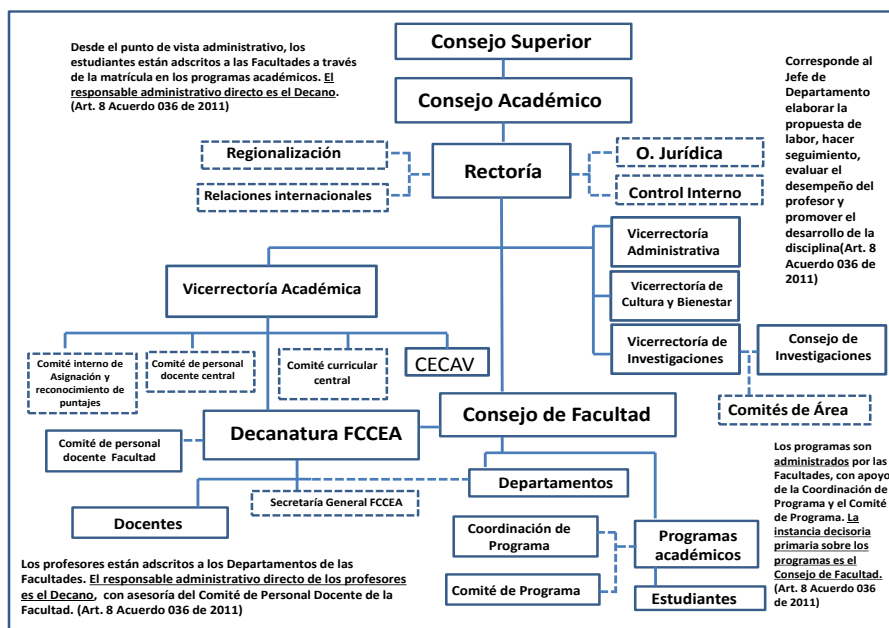 Desde el punto de vista administrativo, los
estudiantes están adscritos a las Facultades a través
de la matrícula en los programas académicos. El
responsable administrativo directo es el Decano.
(Art. 8 Acuerdo 036 de 2011)
Consejo Superior
Consejo Académico
Corresponde al
Jefe de
Departamento
elaborar la
propuesta de
labor, hacer
seguimiento,
evaluar el
desempeño del
profesor y
promover el
desarrollo de la
disciplina(Art. 8
Acuerdo 036 de
2011)
Regionalización
Relaciones internacionales
Rectoría
O. Jurídica
Control Interno
Vicerrectoría
Administrativa
Vicerrectoría Académica
Vicerrectoría de
Cultura y Bienestar
Vicerrectoría de
Investigaciones
Consejo de
Investigaciones
Comités de Área
Comité interno de
Asignación y
reconocimiento de
puntajes
Comité de personal
docente central
Comité curricular
central
CECAV
Decanatura FCCEA
Consejo de Facultad
Comité de personal
docente Facultad
Departamentos
Docentes
Secretaría General FCCEA
Coordinación de
Programa
Comité de Programa
Programas
académicos
Estudiantes
Los programas son
administrados por las
Facultades, con apoyo
de la Coordinación de
Programa y el Comité
de Programa. La
instancia decisoria
primaria sobre los
programas es el
Consejo de Facultad.
(Art. 8 Acuerdo 036
de 2011)
Los profesores están adscritos a los Departamentos de las
Facultades. El responsable administrativo directo de los profesores
es el Decano, con asesoría del Comité de Personal Docente de la
Facultad. (Art. 8 Acuerdo 036 de 2011)